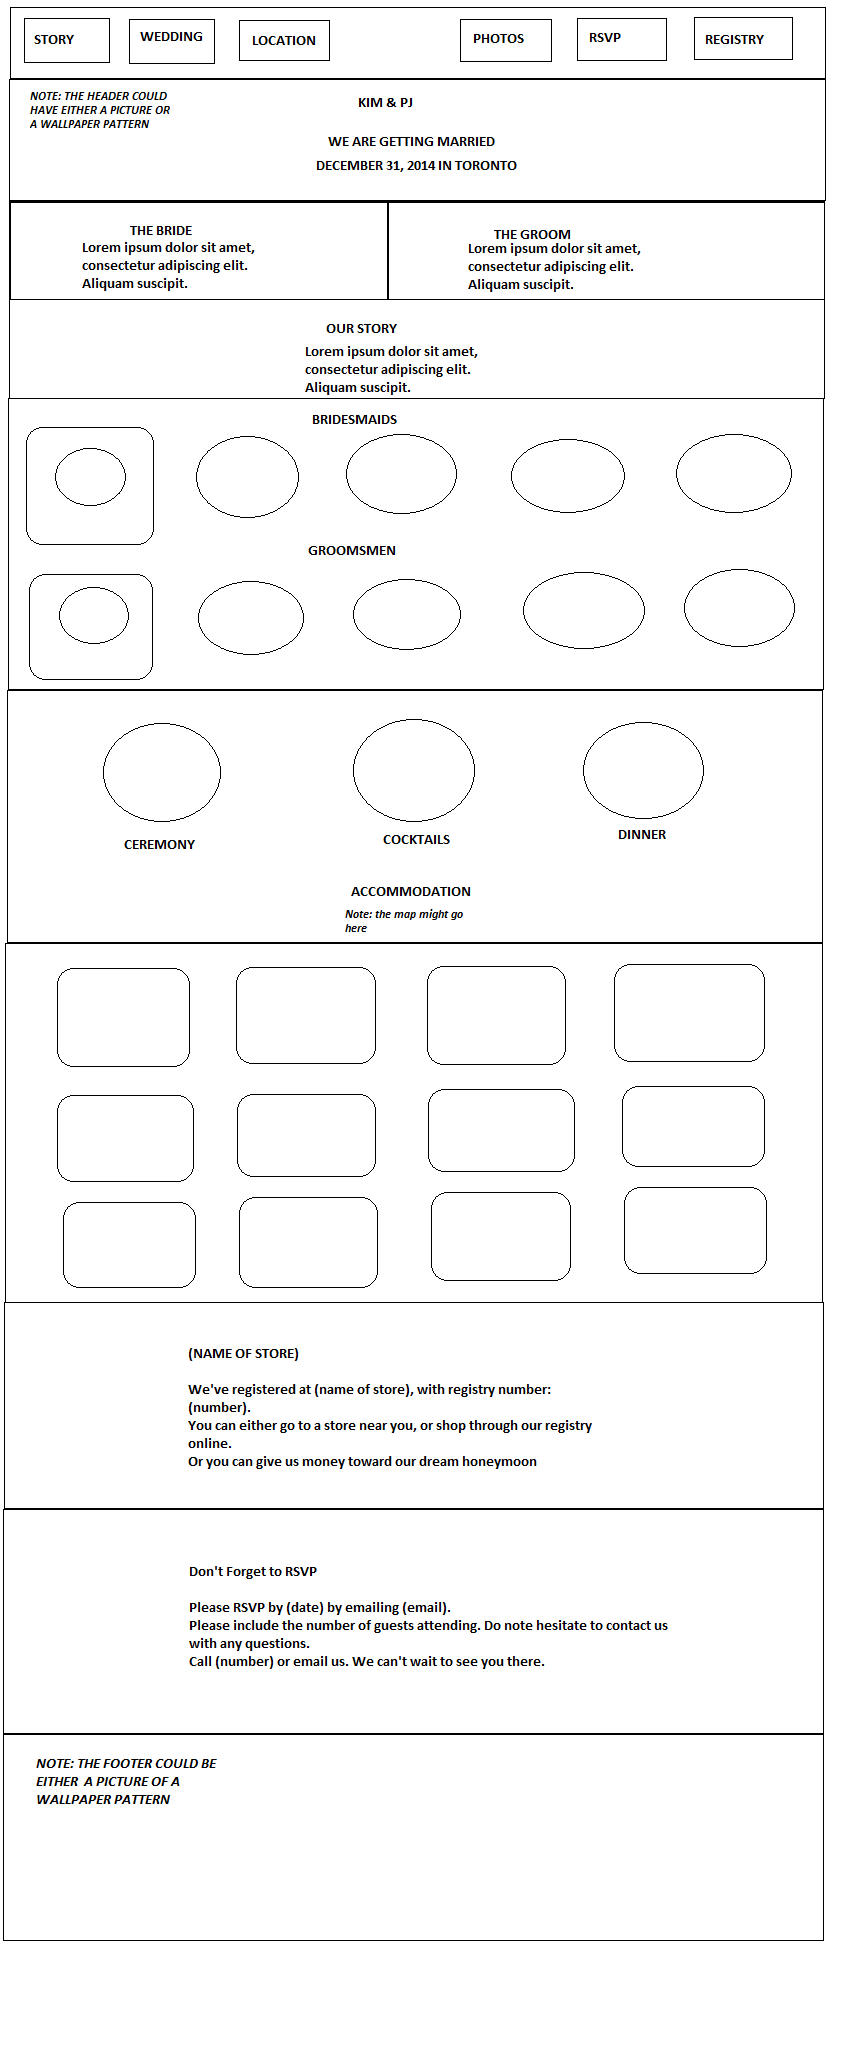 STORY
WEDDING
LOCATION
PHOTOS
RSVP
REGISTRY
NOTE: THE HEADER COULD
HAVE EITHER A PICTURE OR
A WALLPAPER PATTERN
KIM & PJ
WE ARE GETTING MARRIED
DECEMBER 31, 2014 IN TORONTO
THE BRIDE
Lorem ipsum dolor sit amet,
consectetur adipiscing elit.
Aliquam suscipit.
THE GROOM
Lorem ipsum dolor sit amet,
consectetur adipiscing elit.
Aliquam suscipit.
OUR STORY
Lorem ipsum dolor sit amet,
consectetur adipiscing elit.
Aliquam suscipit.
BRIDESMAIDS
GROOMSMEN
CEREMONY
COCKTAILS
DINNER
ACCOMMODATION
Note: the map might go
here
(NAME OF STORE)
We've registered at (name of store), with registry number:
(number).
You can either go to a store near you, or shop through our registry
online.
Or you can give us money toward our dream honeymoon
Don't Forget to RSVP
Please RSVP by (date) by emailing (email).
Please include the number of guests attending. Do note hesitate to contact us
with any questions.
Call (number) or email us. We can't wait to see you there.
NOTE: THE FOOTER COULD BE
EITHER  A PICTURE OF A
WALLPAPER PATTERN